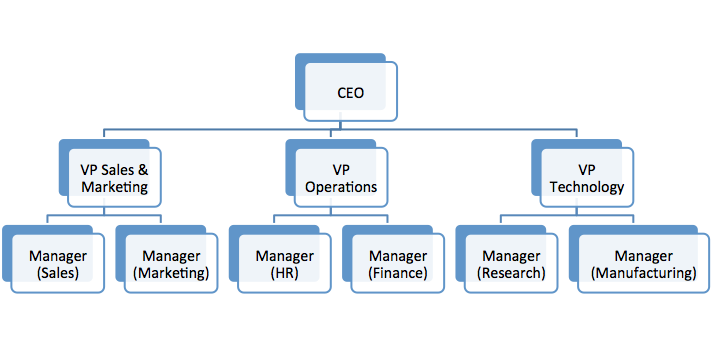 CEO
VP Sales &
Marketing
VP
Operations
VP
Technology
Manager
(Sales)
Manager
(Marketing)
Manager
(HR)
Manager
(Finance)
Manager
(Research)
Manager
(Manufacturing)